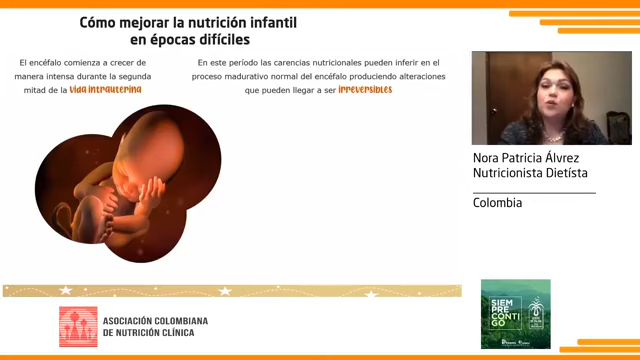 Cómo mejorar la nutrición infantil
en épocas difíciles
El encéfalo comienza a crecer de
manera intensa durante la segunda
mitad de la vida intrauterina
En este período las carencias nutricionales pueden inferir en el
proceso madurativo normal del encéfalo produciendo alteraciones
que pueden llegar a ser irreversibles
Nora Patricia Álvrez
Nutricionista Dietísta
Colombia
ASOCIACIÓN COLOMBIANA
DE NUTRICIÓN CLÍNICA
SIEM
PRE
CONTI
GO